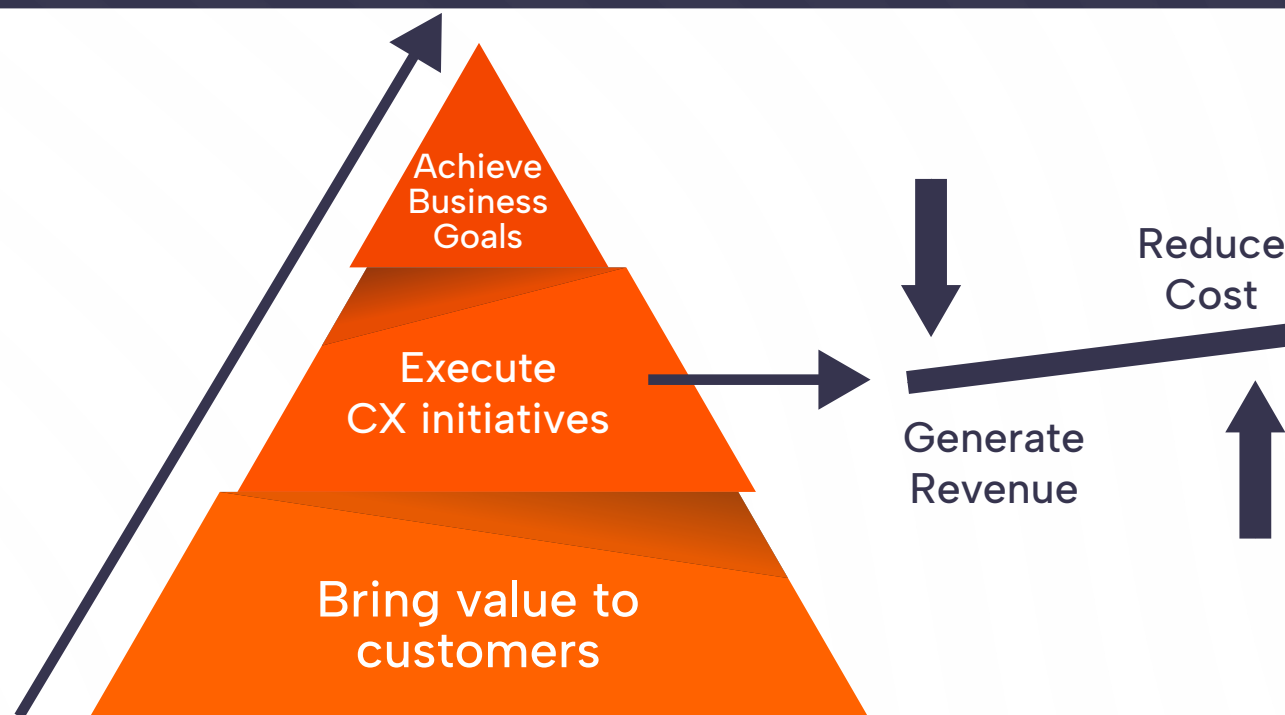 Achieve
Business
Goals
Reduce
Cost
Execute
CX initiatives
Generate
Revenue
Bring value to
customers